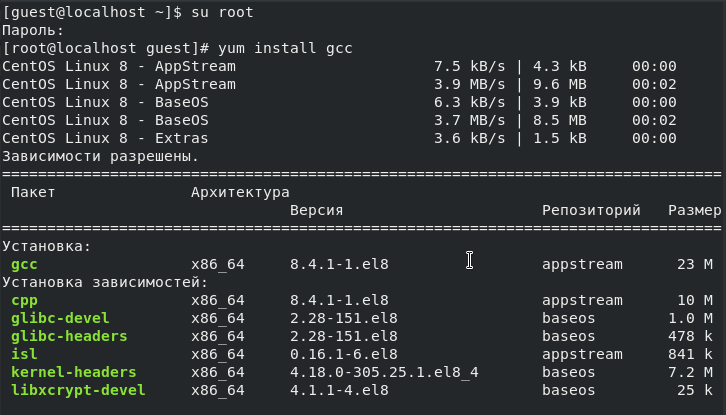 [guest@localhost ~]$ su root
Пароль:
[root@localhost guest]# yum install gcc
CentOS Linux 8 - AppStream 7.5 kB/s | 4.3 kB 00:00
CentOS Linux 8 - AppStream 3.9 MB/s | 9.6 MB 00:02
CentOS Linux 8 - BaseOS 6.3 kB/s | 3.9 kB 00:00
CentOS Linux 8 - BaseOS 3.7 MB/s | 8.5 MB 00:02
CentOS Linux 8 - Extras 3.6 kB/s | 1.5 kB 00:00
Зависимости разрешены.
================================================================================
Пакет Архитектура
Версия Репозиторий Размер
================================================================================
Установка:
gcc x86_64 8.4.1-1.el8 appstream 23 M
Установка зависимостей:
cpp x86_64 8.4.1-1.el8 appstream 10 M
glibc-devel x86_64 2.28-151.el8 baseos 1.0 M
glibc-headers x86_64 2.28-151.el8 baseos 478 k
isl x86_64 0.16.1-6.el8 appstream 841 k
kernel-headers x86_64 4.18.0-305.25.1.el8_4 baseos 7.2 M
libxcrypt-devel x86_64 4.1.1-4.el8 baseos 25 k